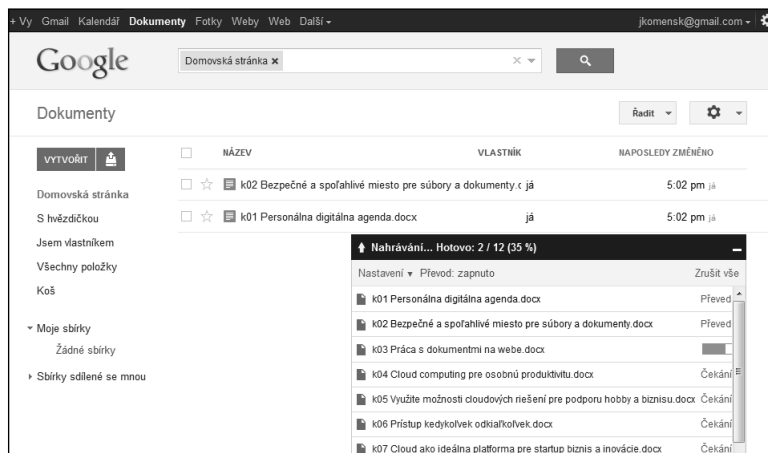 + Vy Gmail Kalendář Dokumenty Fotky Weby Web Další jkomensk@gmail.com
Google
Domovská stránka
Dokumenty
Řadit
VYTVOŘIT
NÁZEV VLASTNÍK NAPOSLEDY ZMĚNĚNO
k02 Bezpečné a spoľahlivé miesto pre súbory a dokumenty.c já 5:02 pm já
k01 Personálna digitálna agenda.docx já 5:02 pm já
Domovská stránka
S hvězdičkou
Jsem vlastníkem
Všechny položky
Koš
Moje sbírky
Žádné sbírky
Sbírky sdílené se mnou
Nahrávání... Hotovo: 2 / 12 (35 %)
Nastavení Převod: zapnuto Zrušit vše
k01 Personálna digitálna agenda.docx Převed
k02 Bezpečné a spoľahlivé miesto pre súbory a dokumenty.docx Převed
k03 Práca s dokumentmi na webe.docx
k04 Cloud computing pre osobnú produktivitu.docx Čekání
k05 Využite možnosti cloudových riešení pre podporu hobby a biznisu.docx Čekání
k06 Prístup kedykoľvek odkiaľkoľvek.docx Čekání
k07 Cloud ako ideálna platforma pre startup biznis a inovácie.docx Čekání